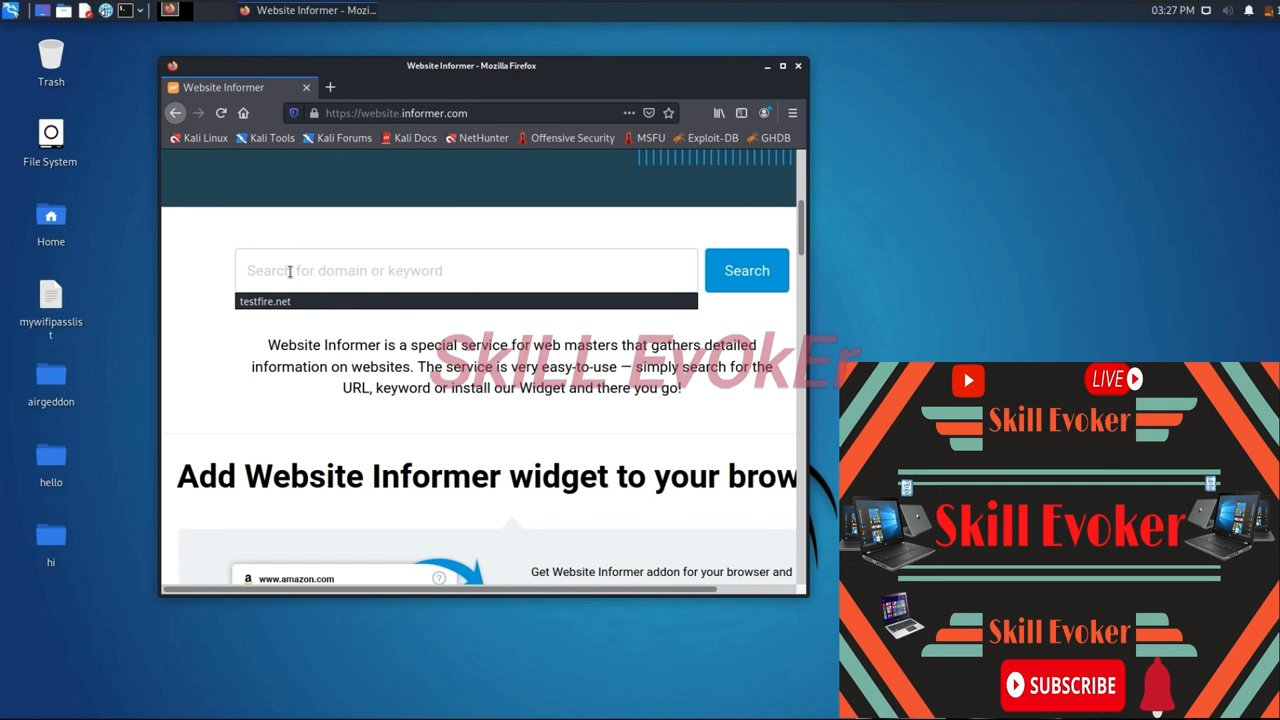 Website Informer - Mozi...
03:27 PM
Trash
File System
Home
mywifipasslis
t
airgeddon
hello
hi
Website Informer - Mozilla Firefox
Website Informer
https://website.informer.com
Kali Linux
Kali Tools
Kali Forums
Kali Docs
NetHunter
Offensive Security
MSFU
Exploit-DB
GHDB
Search for domain or keyword
Search
testfire.net
Website Informer is a special service for web masters that gathers detailed
information on websites. The service is very easy-to-use — simply search for the
URL, keyword or install our Widget and there you go!
SKILL EvOkEr
Add Website Informer widget to your brow
a www.amazon.com
Get Website Informer addon for your browser and
LIVE
Skill Evoker
Skill Evoker
Skill Evoker
SUBSCRIBE